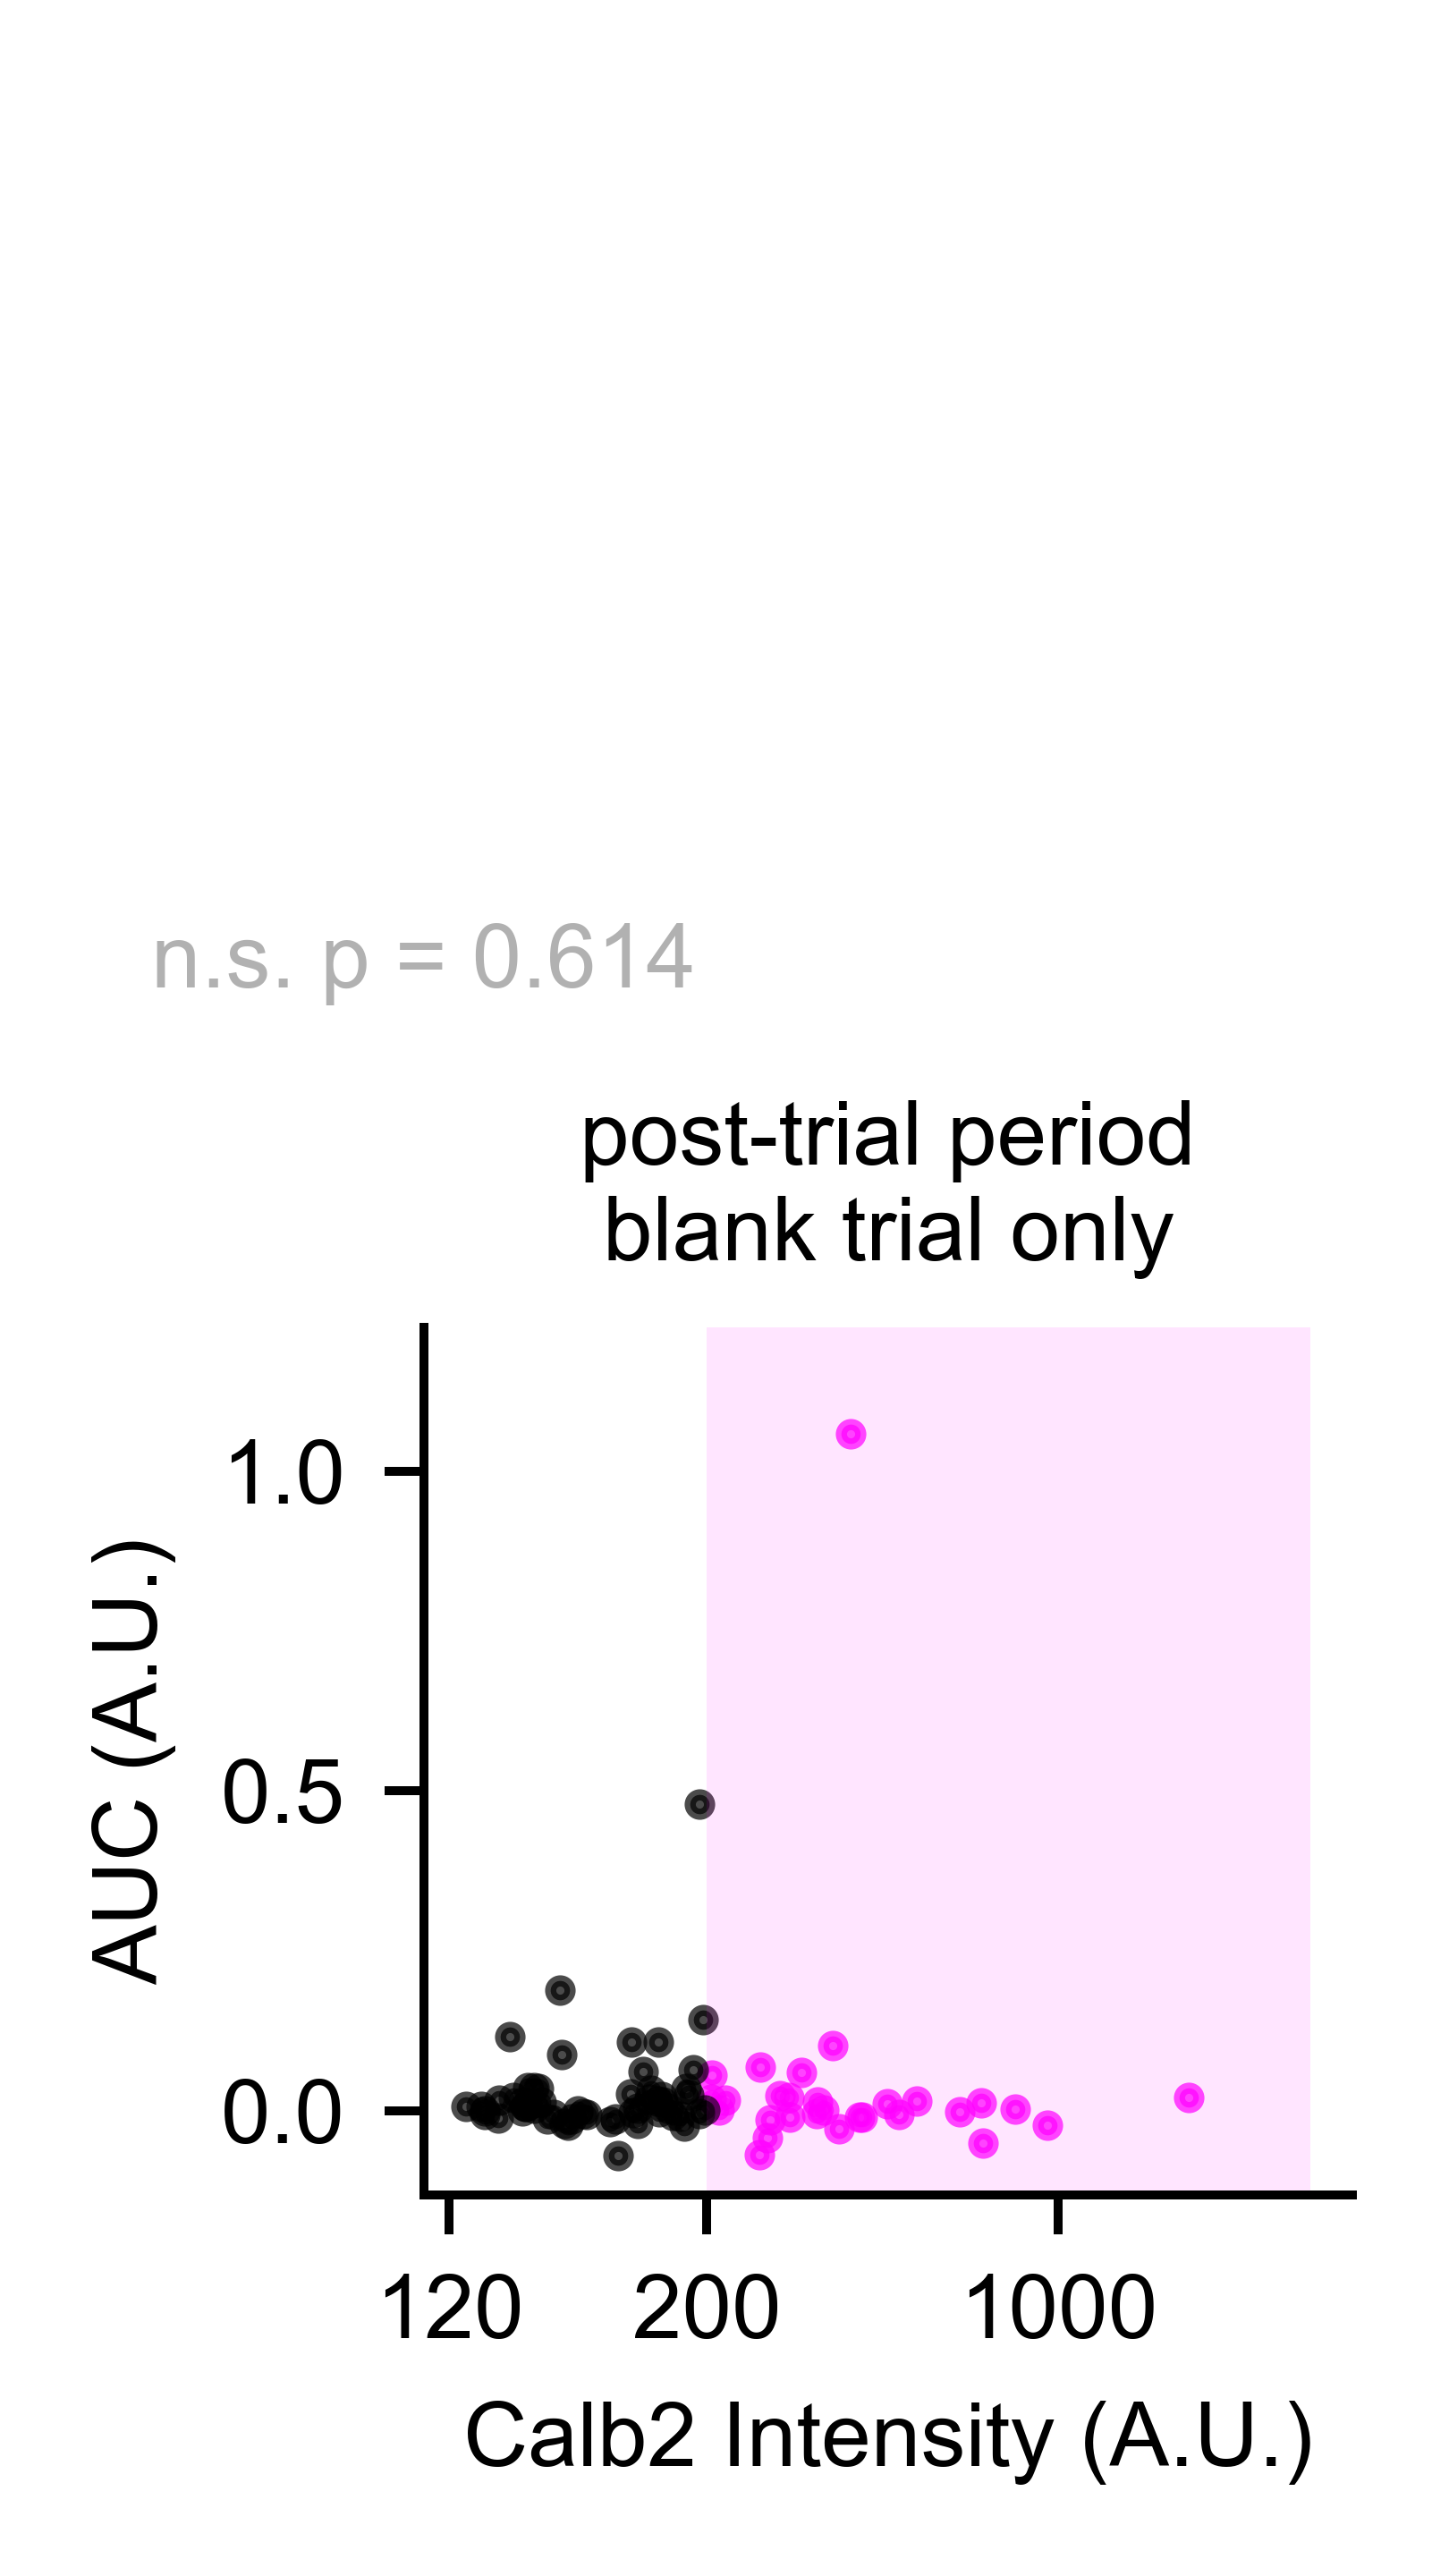 n.s. p = 0.614
post-trial period
blank trial only
1.0
0.5
0.0
AUC (A.U.)
120 200 1000
Calb2 Intensity (A.U.)